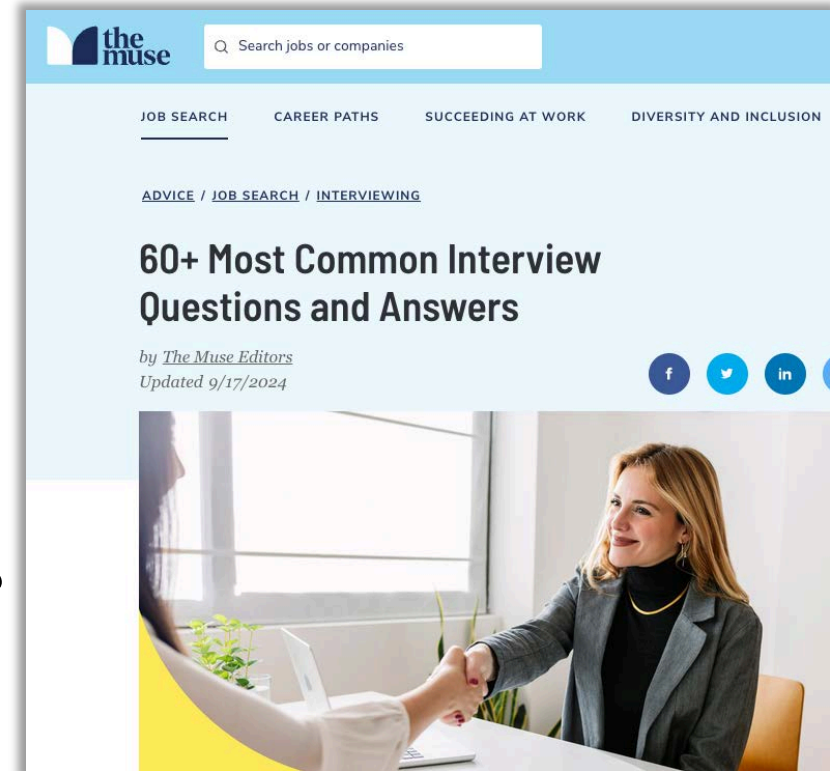 the
muse
Search jobs or companies
JOB SEARCH CAREER PATHS SUCCEEDING AT WORK DIVERSITY AND INCLUSION
ADVICE / JOB SEARCH / INTERVIEWING
60+ Most Common Interview
Questions and Answers
by The Muse Editors
Updated 9/17/2024
f in